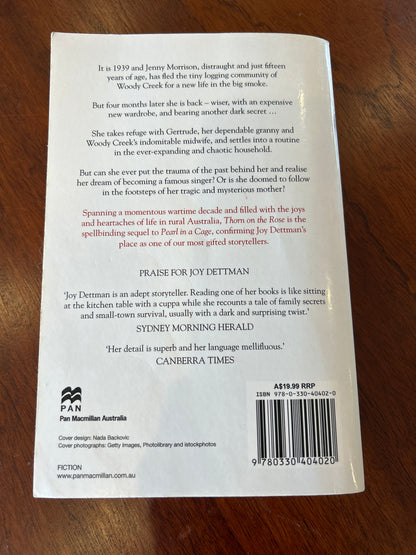 It is 1939 and Jenny Morrison, distraught and just fifteen
years of age, has fled the tiny logging community of
Woody Creek for a new life in the big smoke.
But four months later she is back – wiser, with an expensive
new wardrobe, and bearing another dark secret …
She takes refuge with Gertrude, her dependable granny and
Woody Creek's indomitable midwife, and settles into a routine
in the ever-expanding and chaotic household.
But can she ever put the trauma of the past behind her and realise
her dream of becoming a famous singer? Or is she doomed to follow
in the footsteps of her tragic and mysterious mother?
Spanning a momentous wartime decade and filled with the joys
and heartaches of life in rural Australia, Thorn on the Rose is the
spellbinding sequel to Pearl in a Cage, confirming Joy Dettman's
place as one of our most gifted storytellers.
PRAISE FOR JOY DETTMAN
'Joy Dettman is an adept storyteller. Reading one of her books is like sitting
at the kitchen table with a cuppa while she recounts a tale of family secrets
and small-town survival, usually with a dark and surprising twist.'
SYDNEY MORNING HERALD
'Her detail is superb and her language mellifluous.'
CANBERRA TIMES
PAN
Pan Macmillan Australia
Cover design: Nada Backovic
Cover photographs: Getty Images, Photolibrary and istockphotos
FICTION
www.panmacmillan.com.au
A$19.99 RRP
ISBN 978-0-330-40402-0
9 780330 404020